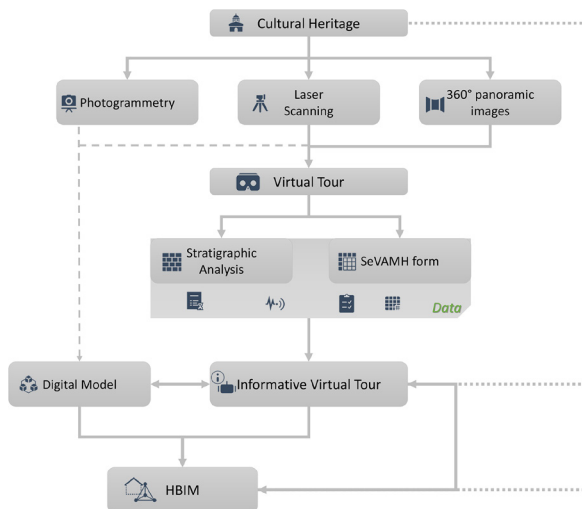 Cultural Heritage
Photogrammetry
Laser
Scanning
360° panoramic
images
Virtual Tour
Stratigraphic
Analysis
SeVAMH form
Data
Digital Model
Informative Virtual Tour
HBIM